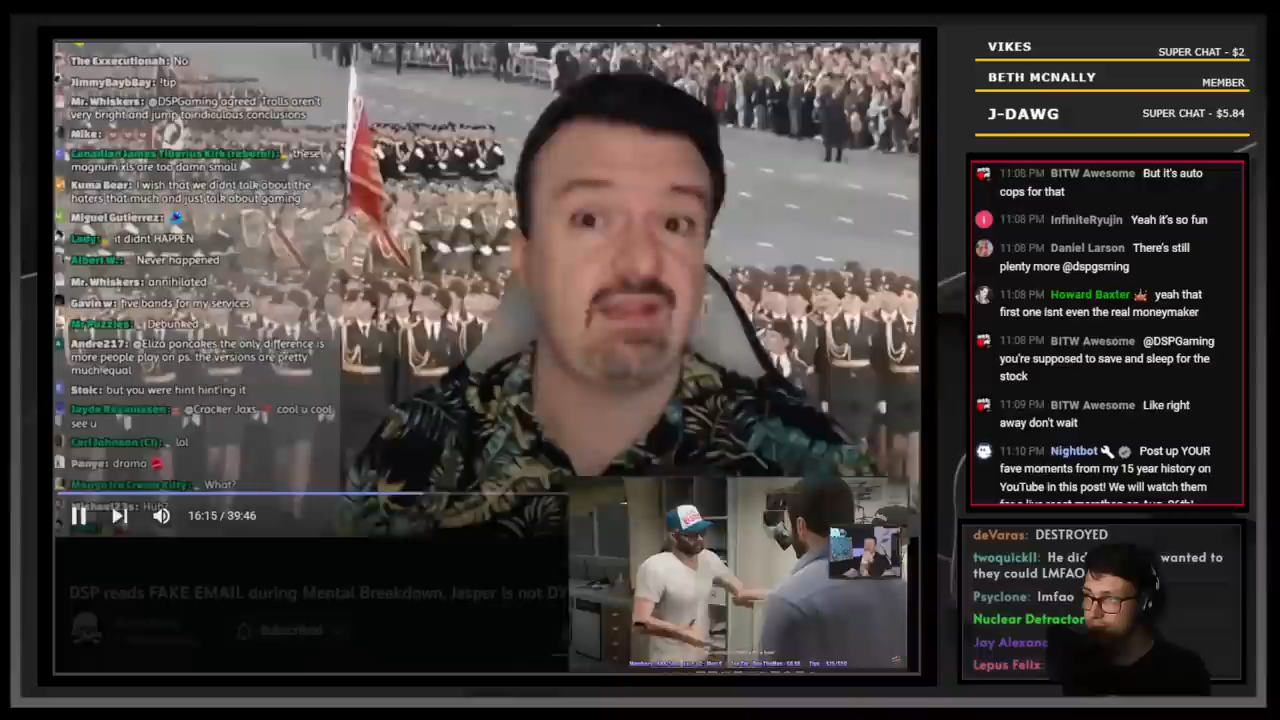 The Exxecutionah: No
JimmyBaybBay: !tip
Mr. Whiskers: @DSPGaming agreed Trolls aren't
very bright and jump to ridiculous conclusions
Mike:
Canadian James Tiberius Kirk (reborn!): these
magnum xls are too damn small
Kuma Bear: I wish that we didnt talk about the
haters that much and just talk about gaming
Miguel Gutierrez:
Lady: it didnt HAPPEN
Albert W.: Never happened
Mr. Whiskers: annihilated
Gavin w: five bands for my services
Mr Puzzles: Debunked
Andre217: @Eliza pancakes the only difference is
more people play on ps. the versions are pretty
much equal
Stoic: but you were hint hint'ing it
Jayda Rasmussen: @Cracker Jaxs cool u cool
see u
Carl Johnson (CJ): lol
Panye: drama
Mango Ice Cream Kitty: What?
16:15 / 39:46
DSP reads FAKE EMAIL during Mental Breakdown, Jasper is not DY
Subscribed
VIKES
SUPER CHAT - $2
BETH MCNALLY
MEMBER
J-DAWG
SUPER CHAT - $5.84
11:08 PM BITW Awesome But it's auto
cops for that
11:08 PM InfiniteRyujin Yeah it's so fun
11:08 PM Daniel Larson There's still
plenty more @dspgsming
11:08 PM Howard Baxter yeah that
first one isnt even the real moneymaker
11:08 PM BITW Awesome @DSPGaming
you're supposed to save and sleep for the
stock
11:09 PM BITW Awesome Like right
away don't wait
11:10 PM Nightbot Post up YOUR
fave moments from my 15 year history on
YouTube in this post! We will watch them
deVaras: DESTROYED
twoquickll: He wanted to
they could LMFAO
Psyclone: lmfao
Nuclear Detractor
Jay Alexanc
Lepus Felix: